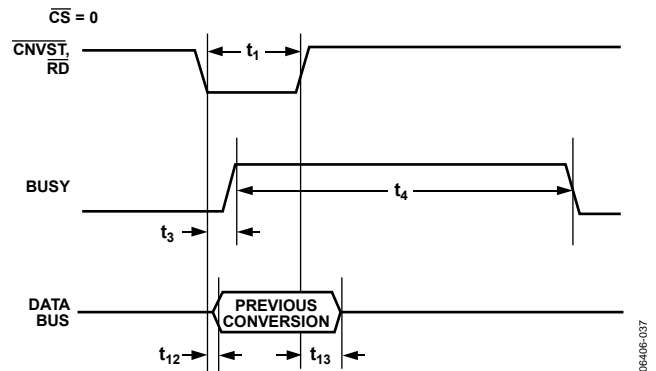 CS = 0
CNVST,
RD
t1
BUSY
t4
t3
DATA
BUS
PREVIOUS
CONVERSION
t12
t13
06406-037